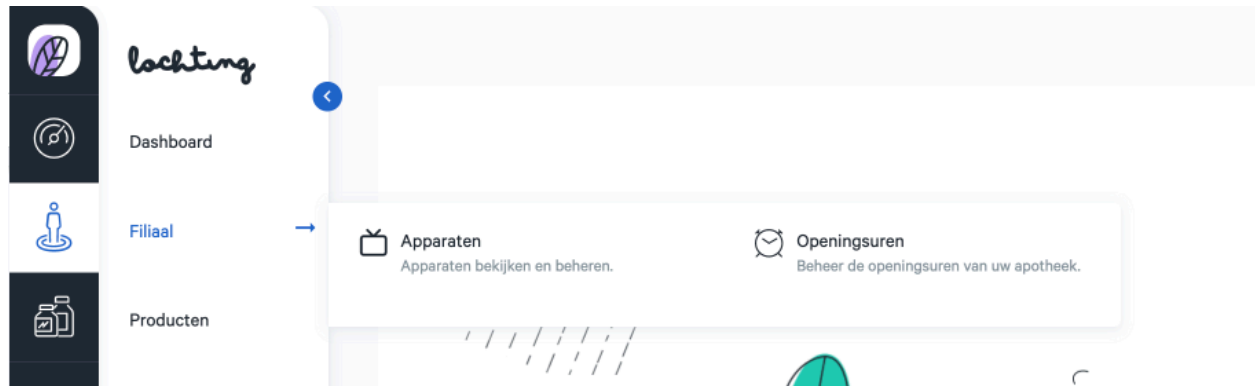 lochting
Dashboard
Filiaal
Apparaten
Apparaten bekijken en beheren.
Openingsuren
Beheer de openingsuren van uw apotheek.
Producten